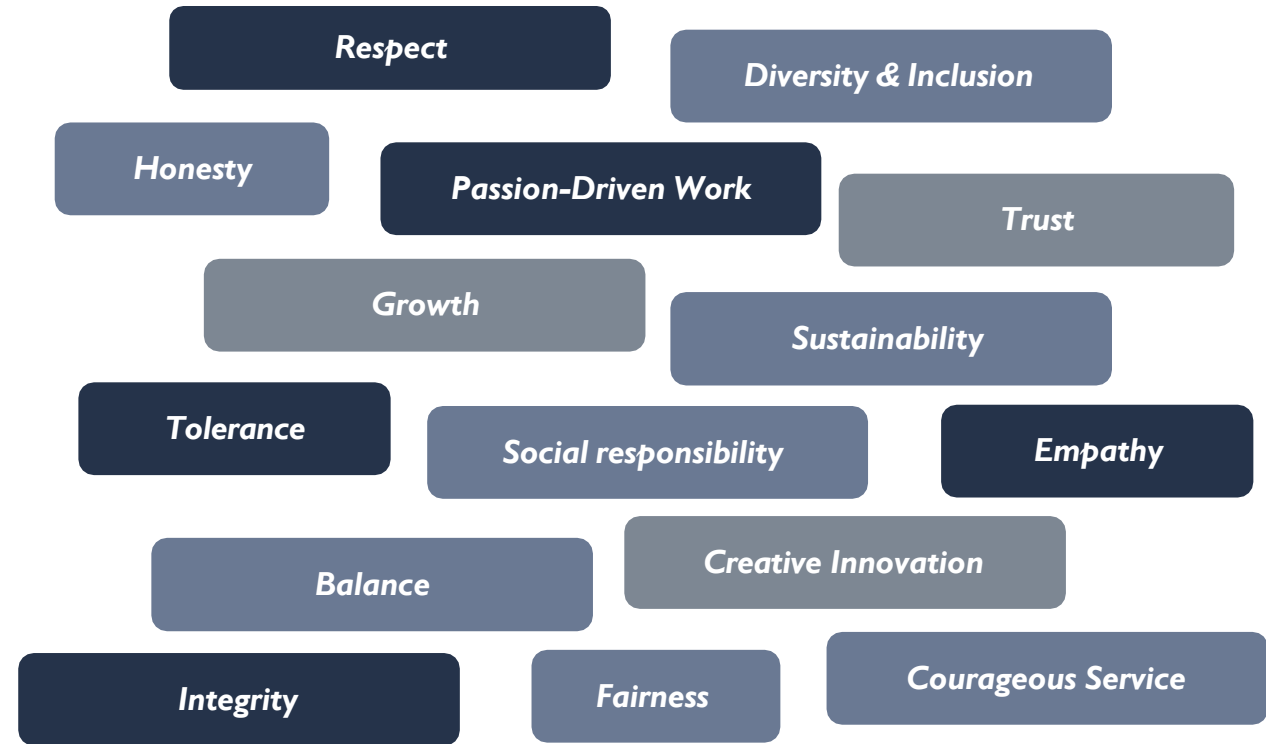 Respect
Diversity & Inclusion
Honesty
Passion-Driven Work
Trust
Growth
Sustainability
Tolerance
Social responsibility
Empathy
Creative Innovation
Balance
Integrity
Fairness
Courageous Service